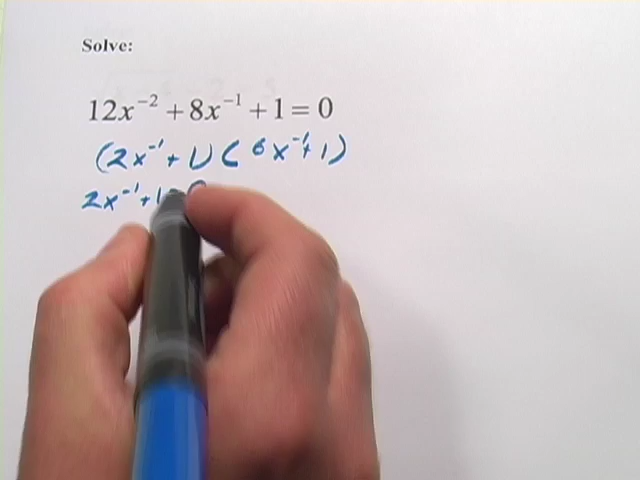 Solve:
12x⁻² + 8x⁻¹ + 1 = 0
(2x⁻¹ + 1)(6x⁻¹ + 1)
2x⁻¹ + 1